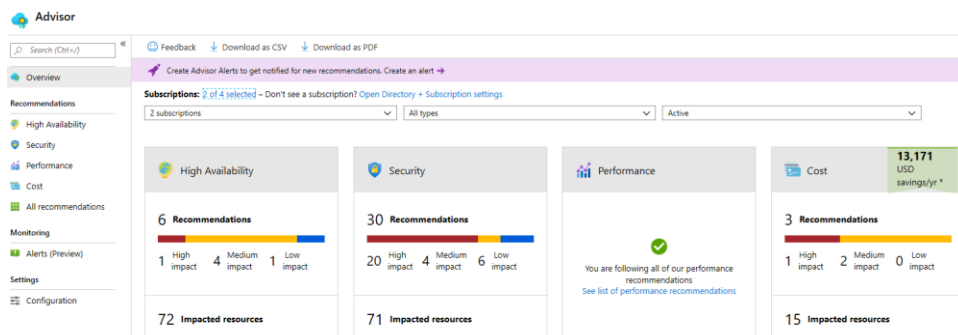 Advisor
Search (Ctrl+/)
«
Overview
Recommendations
High Availability
Security
Performance
Cost
All recommendations
Monitoring
Alerts (Preview)
Settings
Configuration
Feedback
Download as CSV
Download as PDF
Create Advisor Alerts to get notified for new recommendations. Create an alert →
Subscriptions: 2 of 4 selected – Don't see a subscription? Open Directory + Subscription settings
2 subscriptions
All types
Active
High Availability
6 Recommendations
1 High impact
4 Medium impact
1 Low impact
72 Impacted resources
Security
30 Recommendations
20 High impact
4 Medium impact
6 Low impact
71 Impacted resources
Performance
You are following all of our performance
recommendations
See list of performance recommendations
Cost
13,171
USD
savings/yr *
3 Recommendations
1 High impact
2 Medium impact
0 Low impact
15 Impacted resources